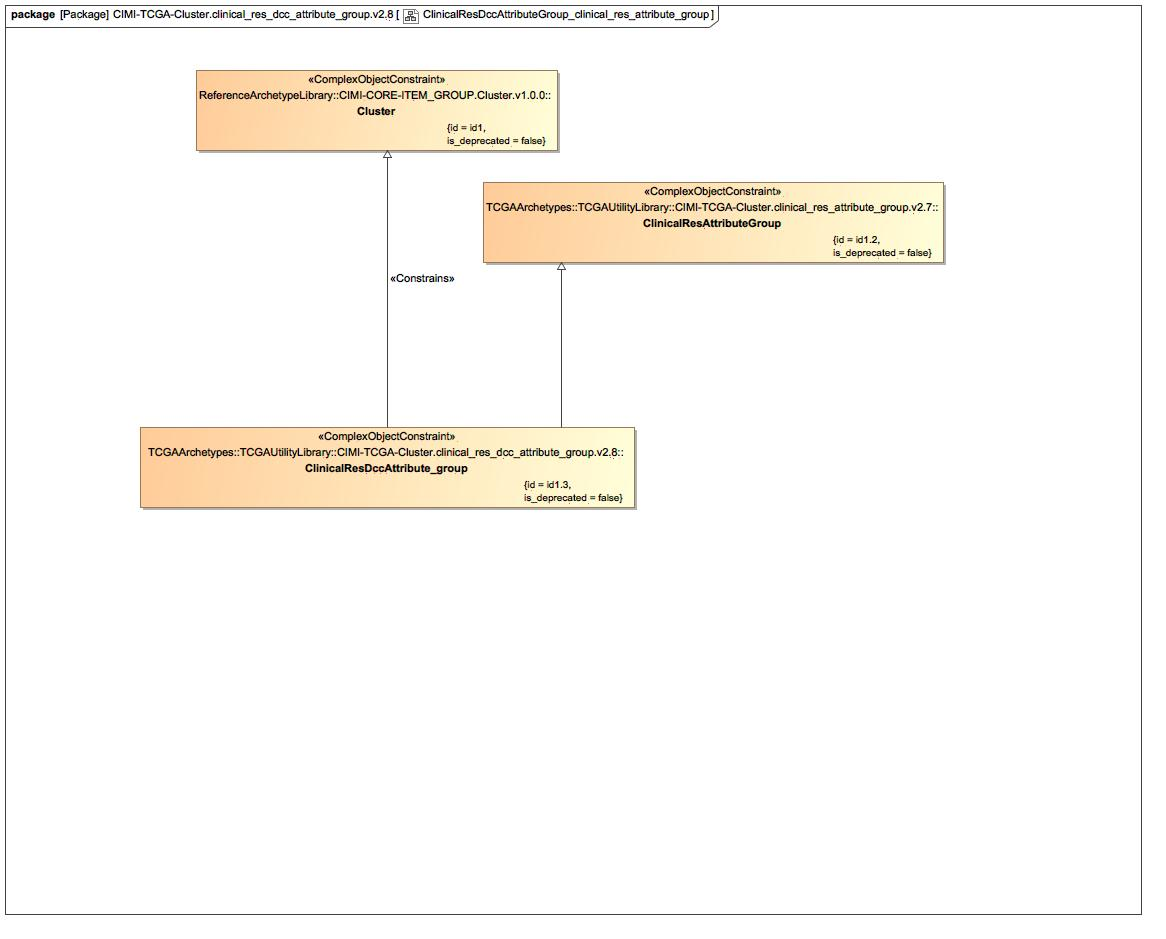 package [Package] CIMI-TCGA-Cluster.clinical_res_dcc_attribute_group.v2.8 [ ClinicalResDccAttributeGroup_clinical_res_attribute_group ]
«ComplexObjectConstraint»
ReferenceArchetypeLibrary::CIMI-CORE-ITEM_GROUP.Cluster.v1.0.0::
Cluster
{id = id1,
is_deprecated = false}
«ComplexObjectConstraint»
TCGAArchetypes::TCGAUtilityLibrary::CIMI-TCGA-Cluster.clinical_res_attribute_group.v2.7::
ClinicalResAttributeGroup
{id = id1.2,
is_deprecated = false}
«Constrains»
«ComplexObjectConstraint»
TCGAArchetypes::TCGAUtilityLibrary::CIMI-TCGA-Cluster.clinical_res_dcc_attribute_group.v2.8::
ClinicalResDccAttribute_group
{id = id1.3,
is_deprecated = false}